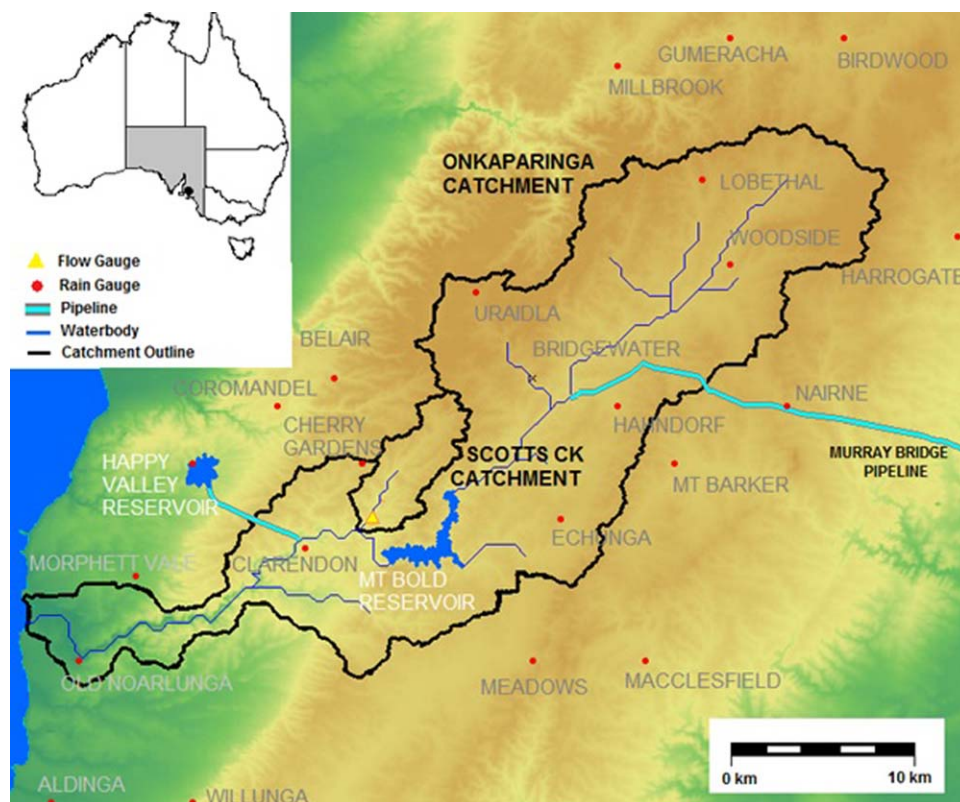 GUMERACHA
BIRDWOOD
MILLBROOK
ONKAPARINGA
CATCHMENT
LOBETHAL
WOODSIDE
HARROGATE
Flow Gauge
Rain Gauge
Pipeline
Waterbody
Catchment Outline
URAIDLA
BELAIR
BRIDGEWATER
COROMANDEL
NAIRNE
CHERRY
GARDENS
HAHNDORF
SCOTTS CK
CATCHMENT
MURRAY BRIDGE
PIPELINE
HAPPY
VALLEY
RESERVOIR
MT BARKER
ECHUNGA
MORPHETT VALE
CLARENDON
MT BOLD
RESERVOIR
OLD NOARLUNGA
MEADOWS
MACCLESFIELD
0 km
10 km
ALDINGA
WILLUNGA